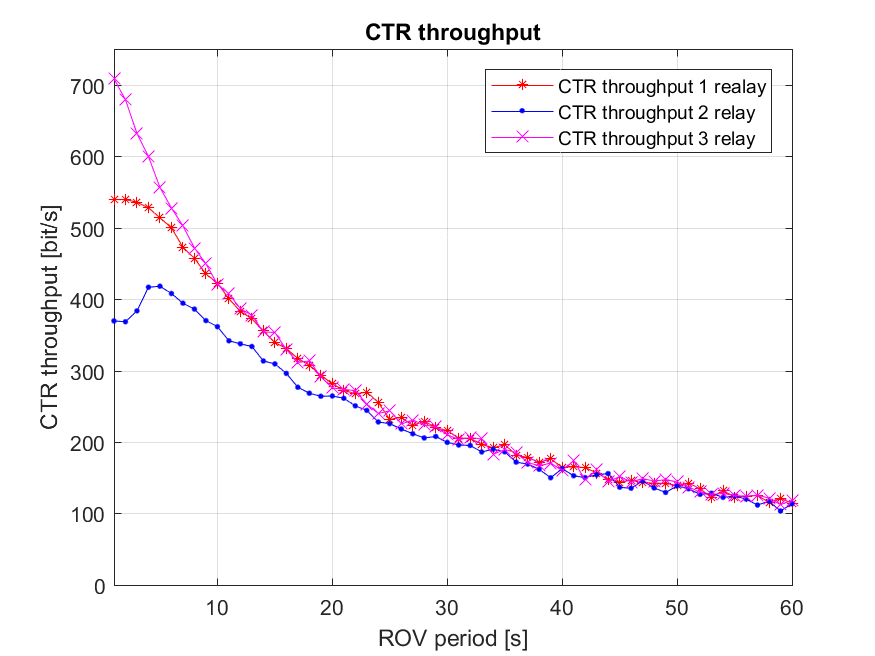 CTR throughput
CTR throughput 1 realay
CTR throughput 2 relay
CTR throughput 3 relay
CTR throughput [bit/s]
700
600
500
400
300
200
100
0
10 20 30 40 50 60
ROV period [s]